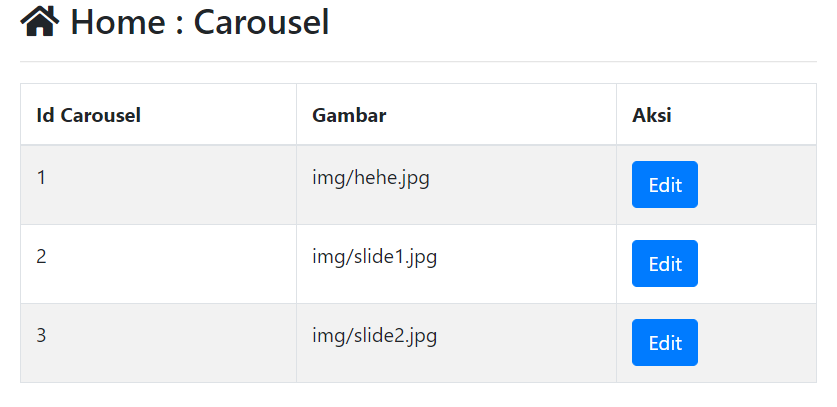 Home : Carousel
Id Carousel Gambar Aksi
1 img/hehe.jpg Edit
2 img/slide1.jpg Edit
3 img/slide2.jpg Edit